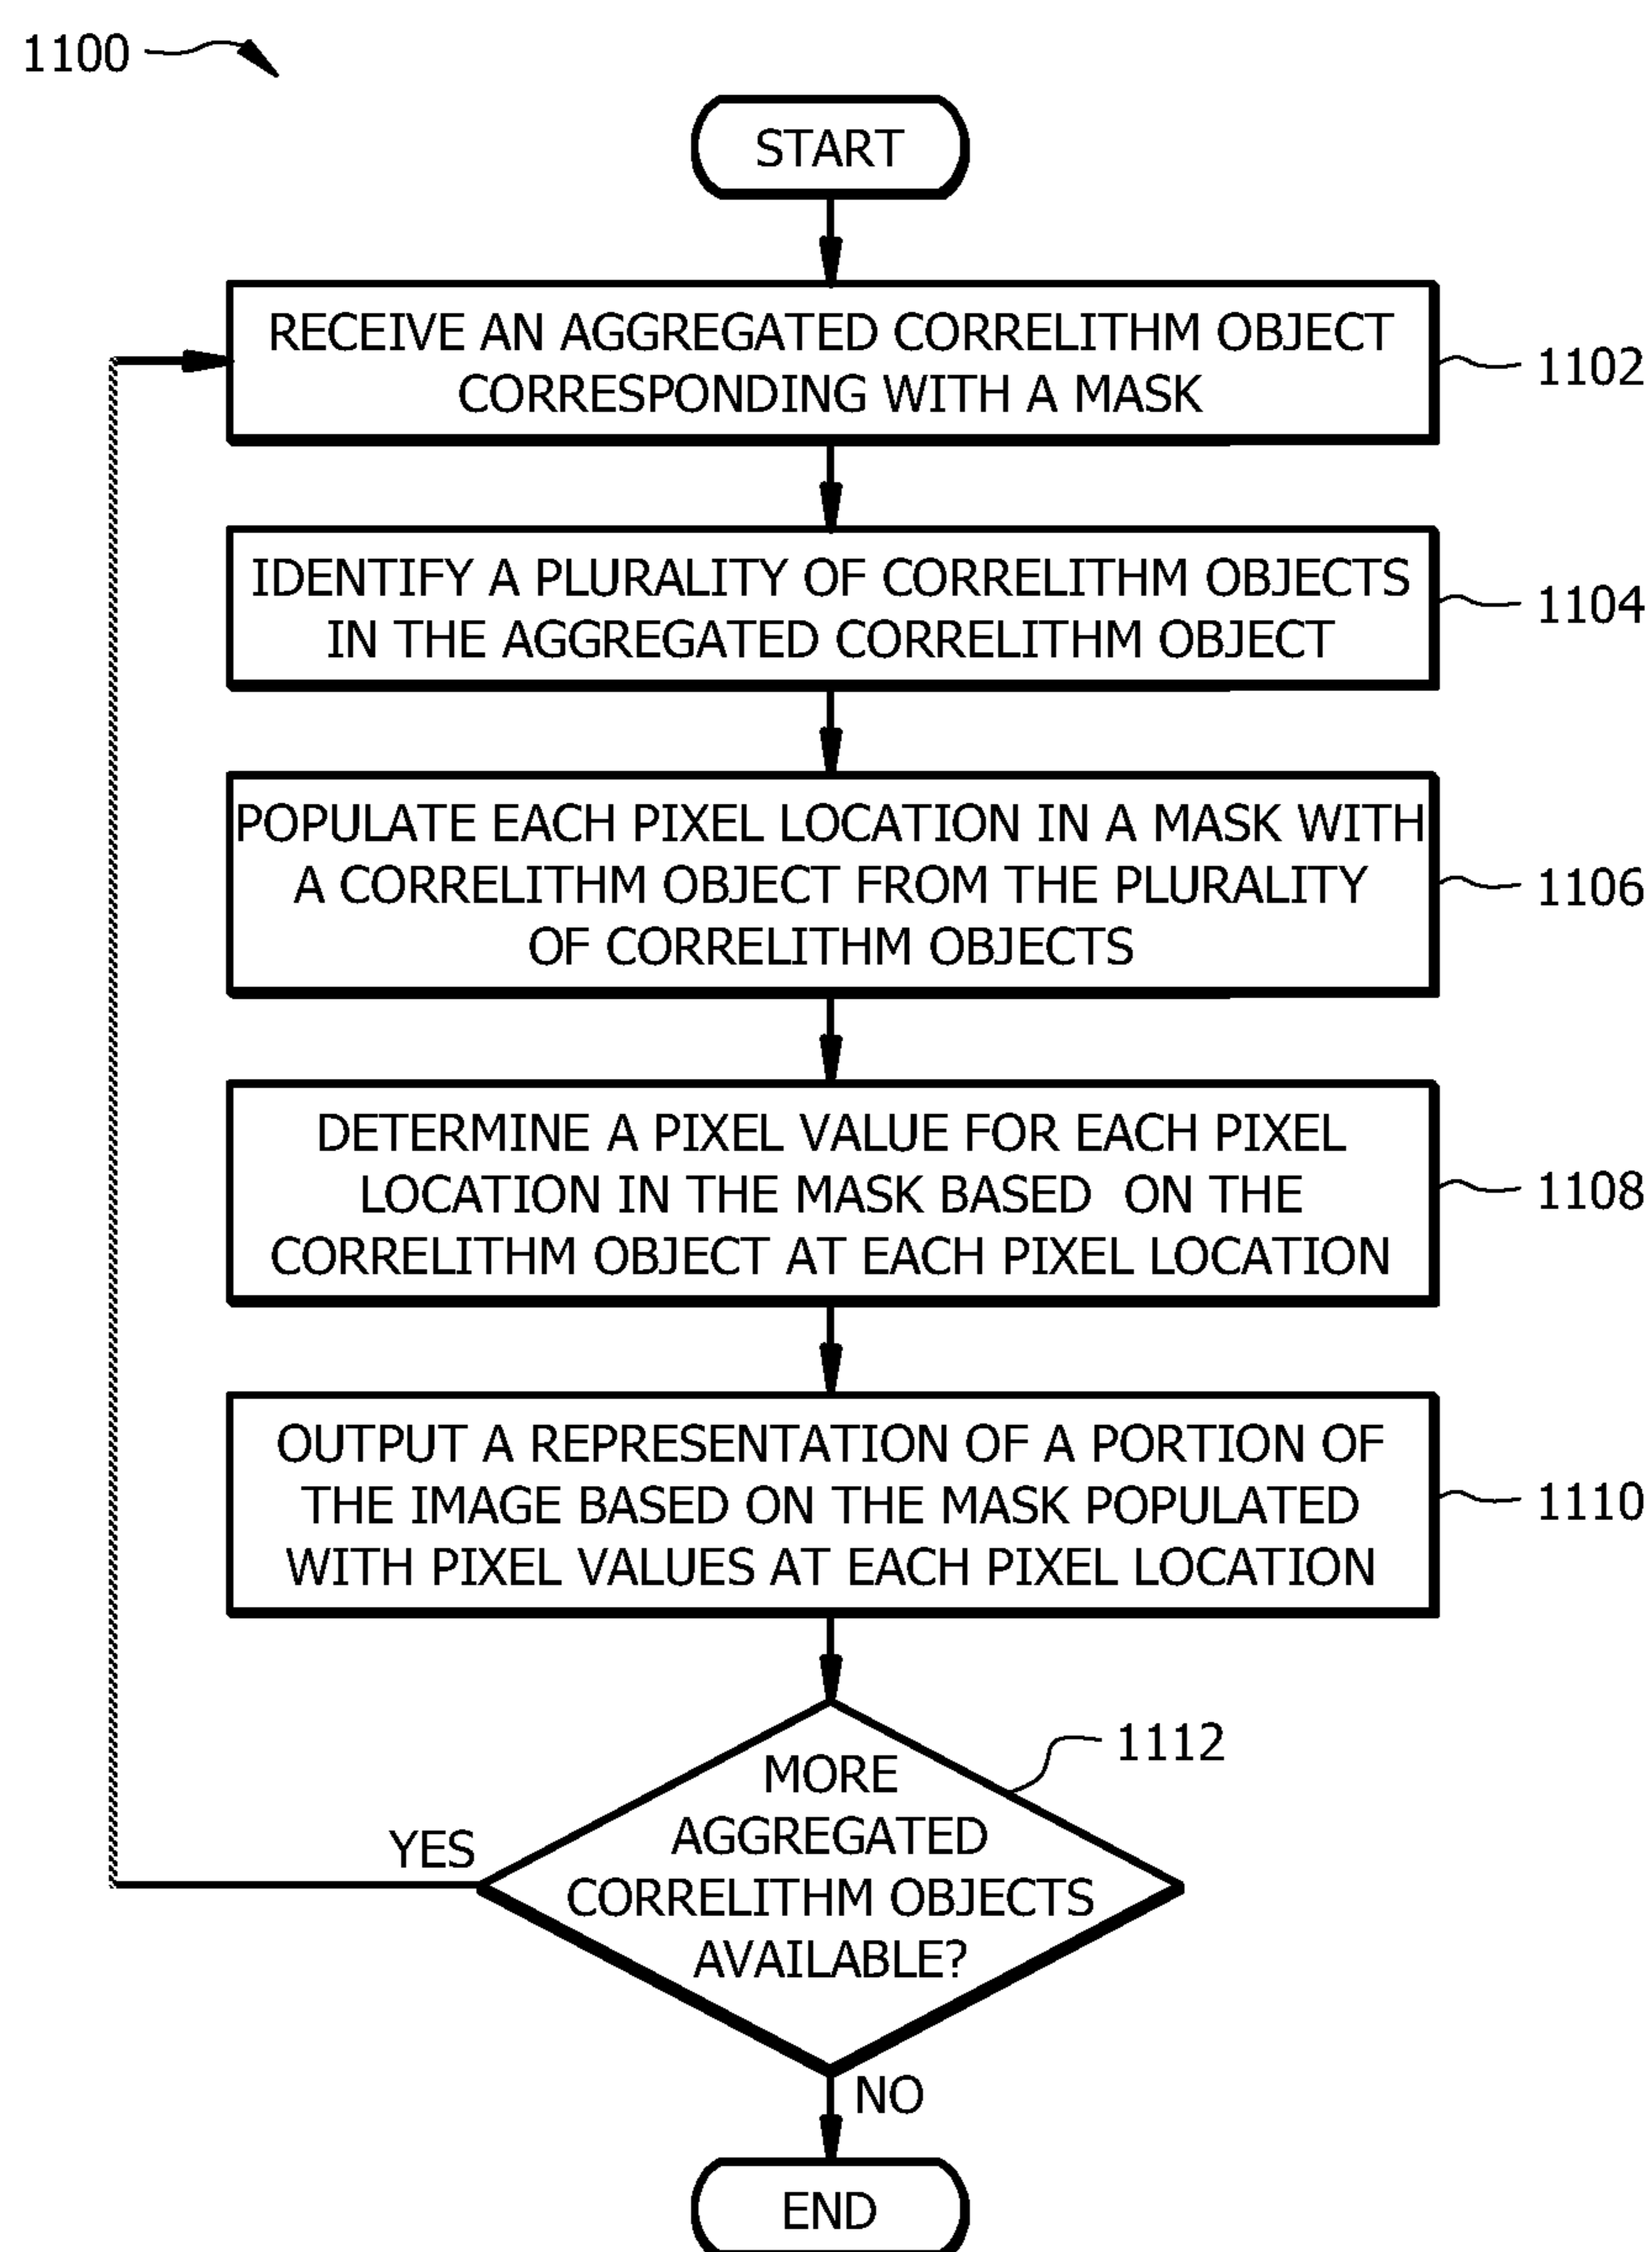 1100
START
RECEIVE AN AGGREGATED CORRELITHM OBJECT
CORRESPONDING WITH A MASK
1102
IDENTIFY A PLURALITY OF CORRELITHM OBJECTS
IN THE AGGREGATED CORRELITHM OBJECT
1104
POPULATE EACH PIXEL LOCATION IN A MASK WITH
A CORRELITHM OBJECT FROM THE PLURALITY
OF CORRELITHM OBJECTS
1106
DETERMINE A PIXEL VALUE FOR EACH PIXEL
LOCATION IN THE MASK BASED ON THE
CORRELITHM OBJECT AT EACH PIXEL LOCATION
1108
OUTPUT A REPRESENTATION OF A PORTION OF
THE IMAGE BASED ON THE MASK POPULATED
WITH PIXEL VALUES AT EACH PIXEL LOCATION
1110
MORE
AGGREGATED
CORRELITHM OBJECTS
AVAILABLE?
1112
YES
NO
END